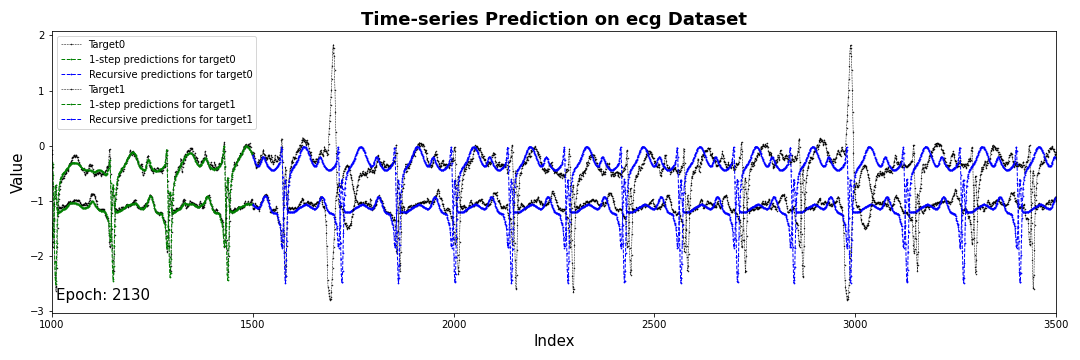 Time-series Prediction on ecg Dataset
Value
2
1
0
−1
−2
−3
Target0
1-step predictions for target0
Recursive predictions for target0
Target1
1-step predictions for target1
Recursive predictions for target1
Epoch: 2130
1000 1500 2000 2500 3000 3500
Index